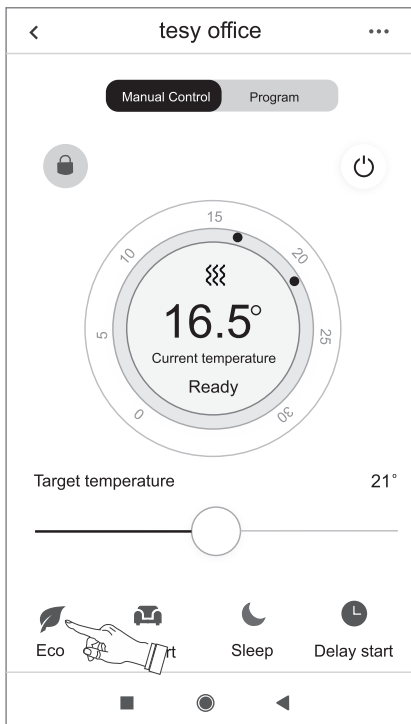 tesy office
Manual Control Program
15
10 20
5 25
0 30
16.5°
Current temperature
Ready
Target temperature 21°
Eco rt Sleep Delay start